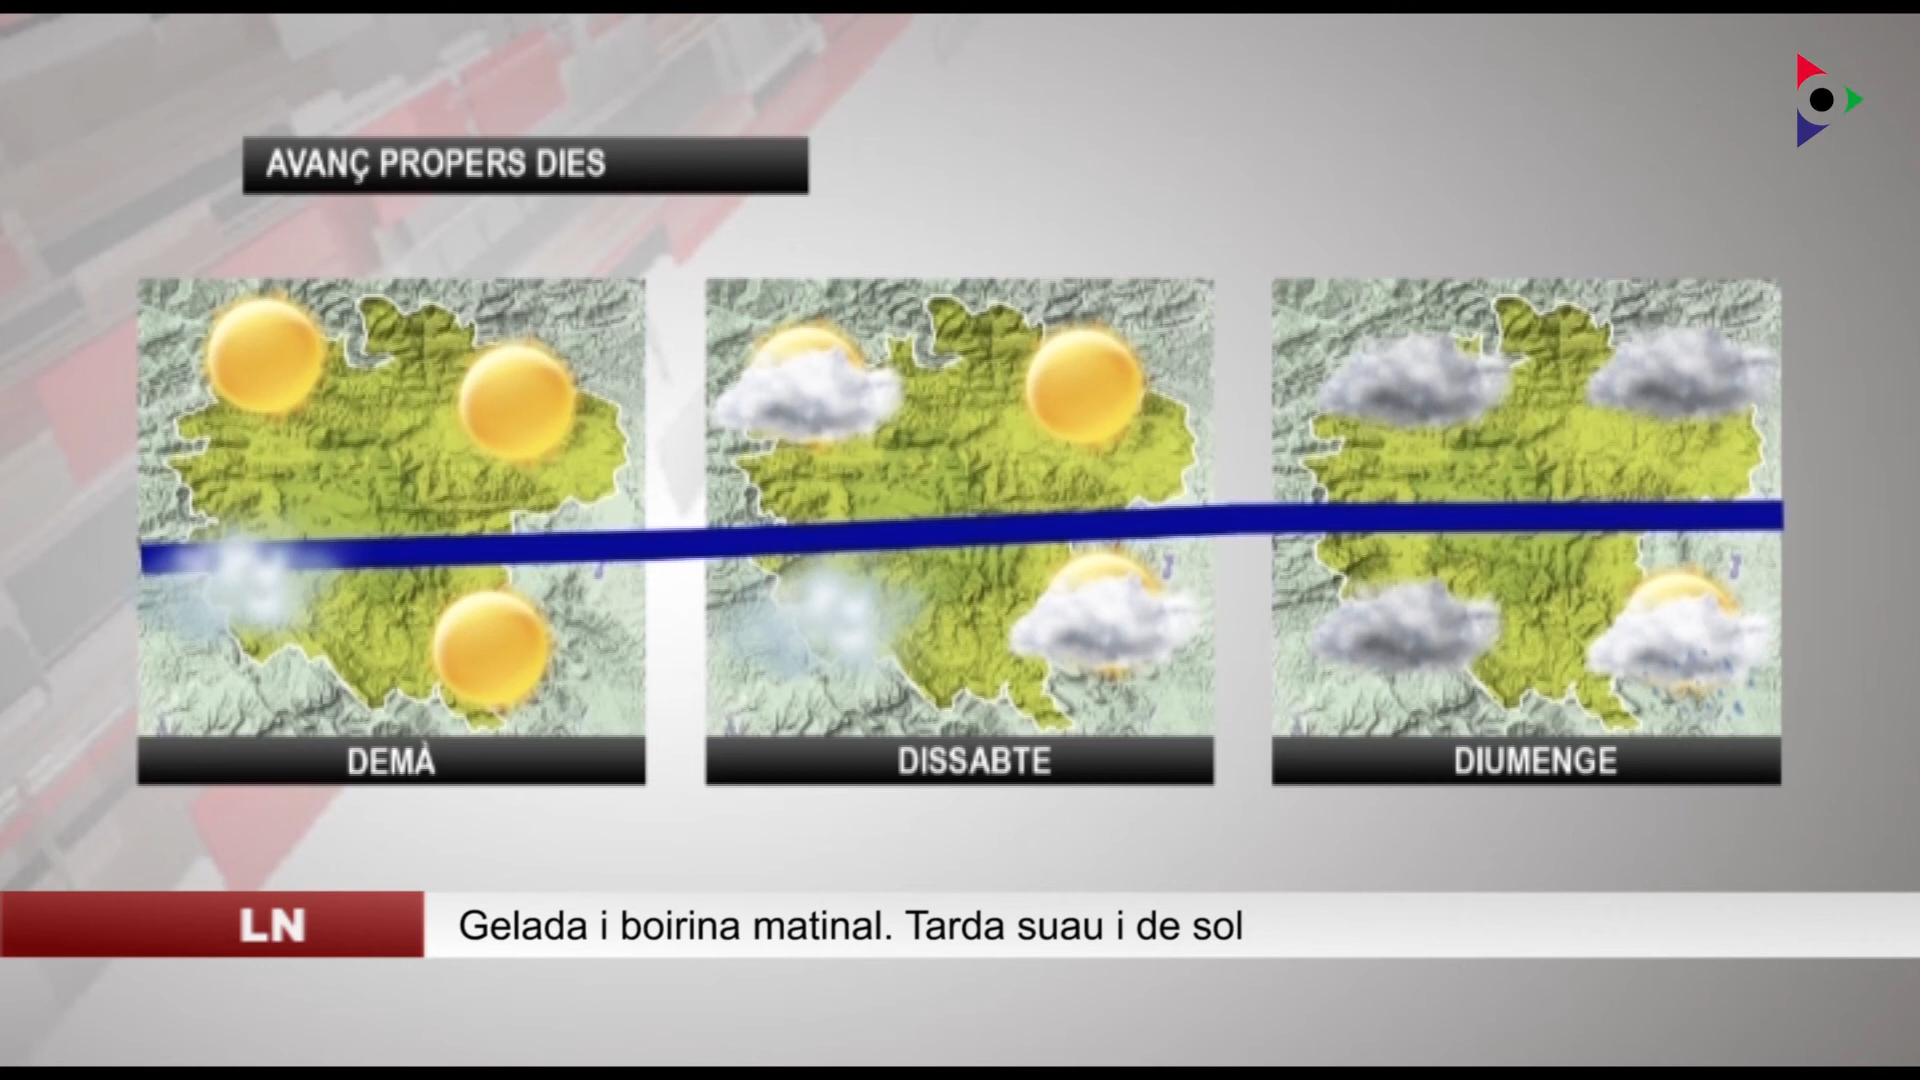 AVANÇ PROPERS DIES
DEMÀ
DISSABTE
DIUMENGE
LN
Gelada i boirina matinal. Tarda suau i de sol